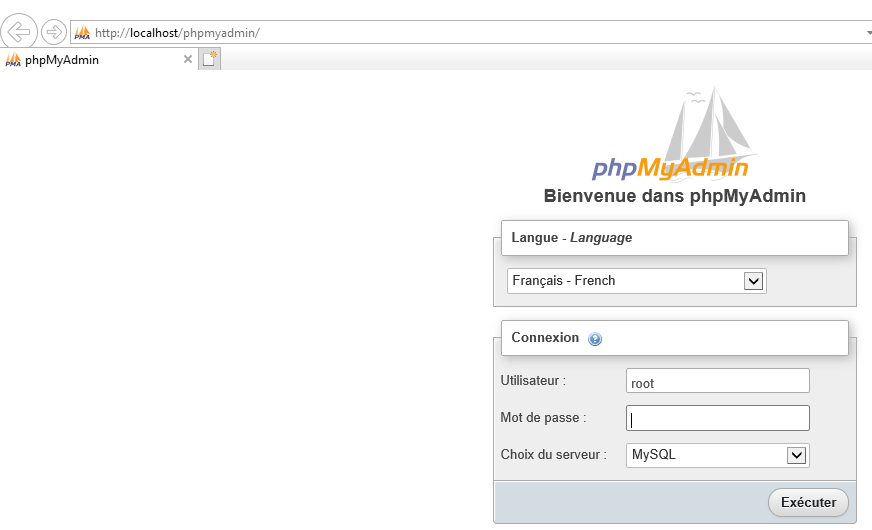 http://localhost/phpmyadmin/
PMA phpMyAdmin
phpMyAdmin
Bienvenue dans phpMyAdmin
Langue - Language
Français - French
Connexion ?
Utilisateur : root
Mot de passe :
Choix du serveur : MySQL
Exécuter